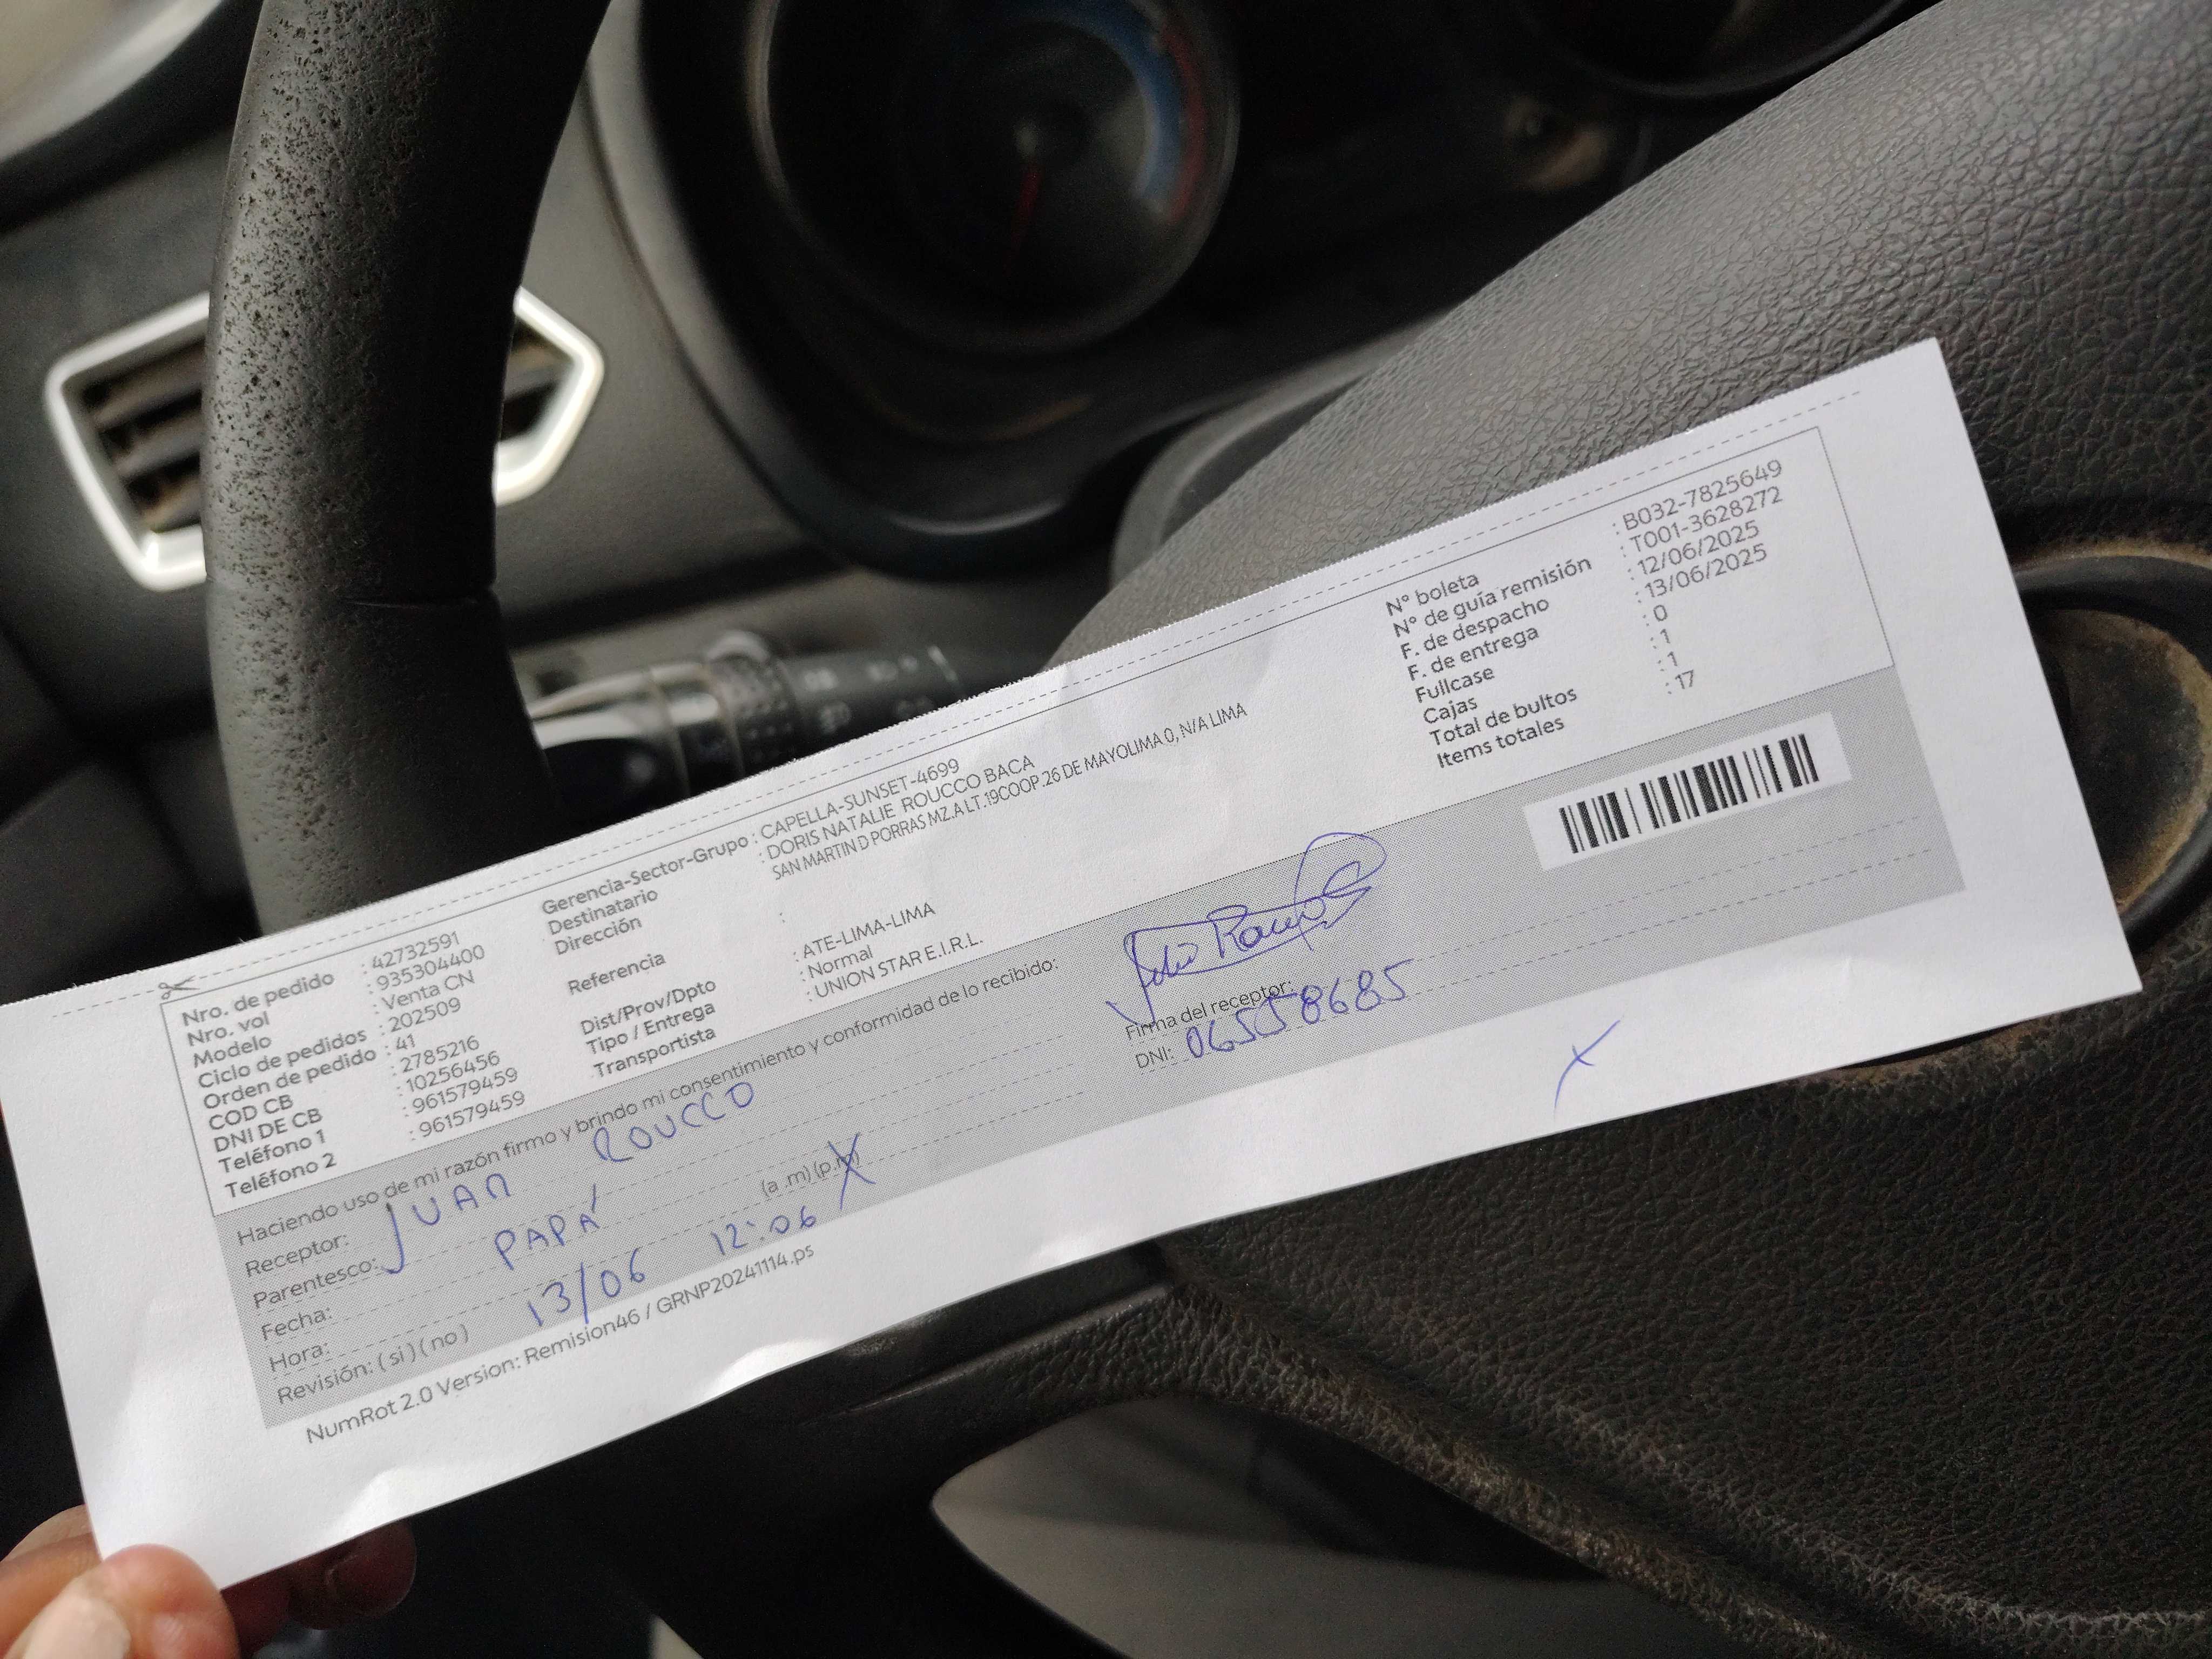 Nro. de pedido : 42732591
Nro. vol : 935304400
Modelo : Venta CN
Ciclo de pedidos : 202509
Orden de pedido : 41
COD CB : 2785216
DNI DE CB : 10256456
Teléfono 1 : 961579459
Teléfono 2 : 961579459
Gerencia-Sector-Grupo : CAPELLA-SUNSET-4699
Destinatario : DORIS NATALIE ROUCCO BACA
Dirección SAN MARTIN D PORRAS MZ.A LT.19COOP.26 DE MAYOLIMA 0, N/A LIMA
Referencia :
Dist/Prov/Dpto : ATE-LIMA-LIMA
Tipo / Entrega : Normal
Transportista : UNION STAR E.I.R.L.
N° boleta : B032-7825649
N° de guía remisión : T001-3628272
F. de despacho : 12/06/2025
F. de entrega : 13/06/2025
Fullcase : 0
Cajas : 1
Total de bultos : 1
Items totales : 17
Haciendo uso de mi razón firmo y brindo mi consentimiento y conformidad de lo recibido:
Receptor: JUAN ROUCCO
Parentesco: PAPÁ
Fecha: 13/06
Hora: 12:06 (a .m) (p.m) X
Revisión: ( si ) ( no )
Firma del receptor:
DNI: 06558685
X
NumRot 2.0 Version: Remision46 / GRNP20241114.ps